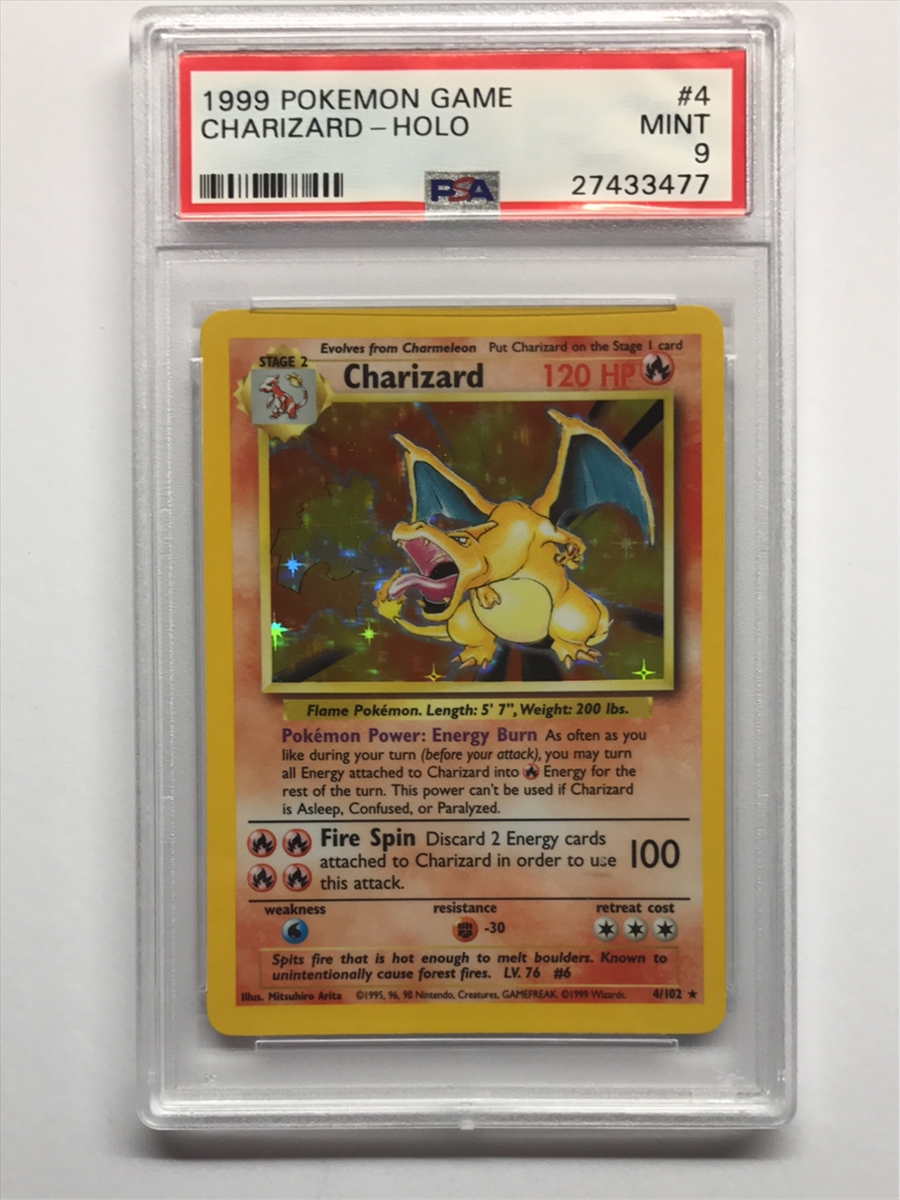 1999 POKEMON GAME #4
CHARIZARD – HOLO MINT
9
PSA 27433477
Evolves from Charmeleon Put Charizard on the Stage 1 card
STAGE 2
Charizard 120 HP
Flame Pokémon. Length: 5' 7", Weight: 200 lbs.
Pokémon Power: Energy Burn As often as you
like during your turn (before your attack), you may turn
all Energy attached to Charizard into Energy for the
rest of the turn. This power can't be used if Charizard
is Asleep, Confused, or Paralyzed.
Fire Spin Discard 2 Energy cards
attached to Charizard in order to use 100
this attack.
weakness resistance retreat cost
-30
Spits fire that is hot enough to melt boulders. Known to
unintentionally cause forest fires. LV. 76 #6
Illus. Mitsuhiro Arita ©1995, 96, 98 Nintendo, Creatures, GAMEFREAK. ©1999 Wizards. 4/102 ★